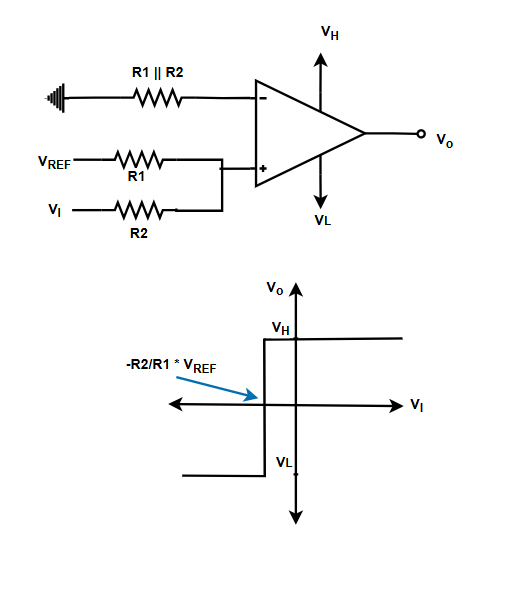 VH
R1 || R2
−
Vo
VREF
R1
+
VI
R2
VL
Vo
VH
-R2/R1 * VREF
VI
VL